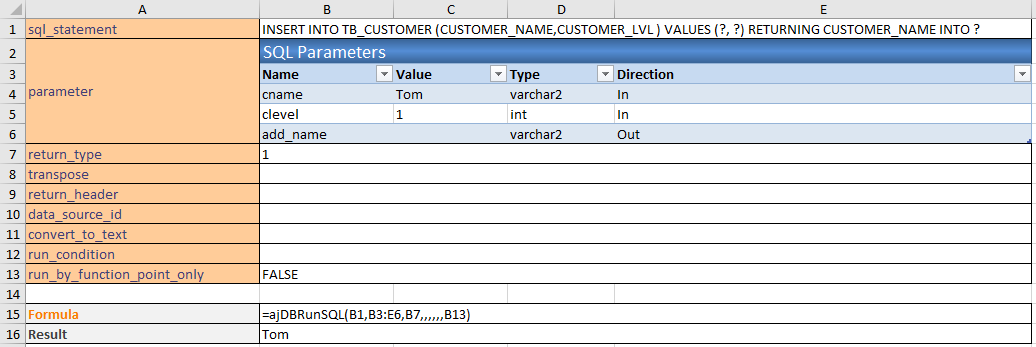 A B C D E
1 sql_statement INSERT INTO TB_CUSTOMER (CUSTOMER_NAME,CUSTOMER_LVL ) VALUES (?, ?) RETURNING CUSTOMER_NAME INTO ?
2 SQL Parameters
3 Name Value Type Direction
parameter
4 cname Tom varchar2 In
5 clevel 1 int In
6 add_name varchar2 Out
7 return_type 1
8 transpose
9 return_header
10 data_source_id
11 convert_to_text
12 run_condition
13 run_by_function_point_only FALSE
14
15 Formula =ajDBRunSQL(B1,B3:E6,B7,,,,,,B13)
16 Result Tom